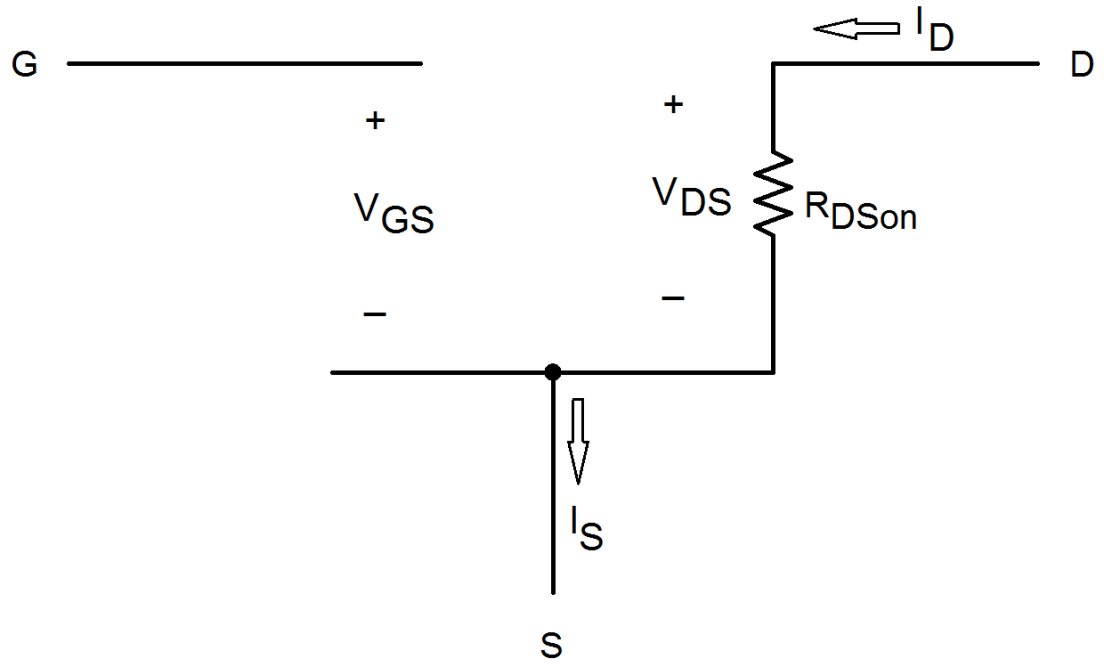 I_D
G
D
+
+
V_GS
V_DS
R_DSon
–
–
I_S
S